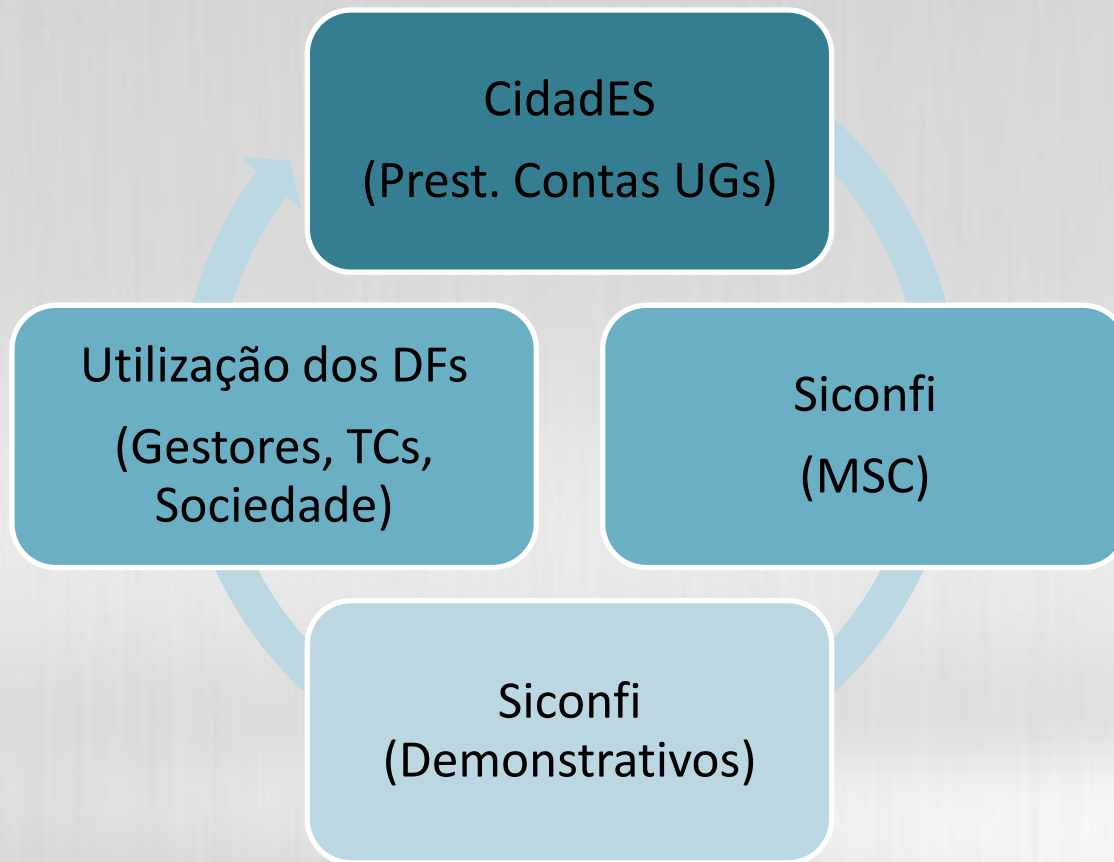 CidadES
(Prest. Contas UGs)
Utilização dos DFs
(Gestores, TCs,
Sociedade)
Siconfi
(MSC)
Siconfi
(Demonstrativos)